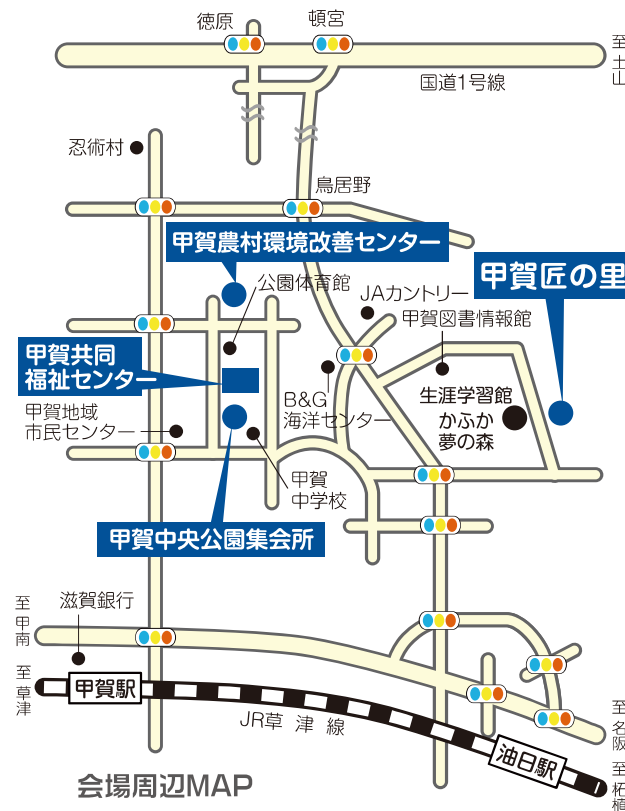 徳原
頓宮
至土山
国道1号線
忍術村
鳥居野
甲賀農村環境改善センター
公園体育館
甲賀匠の里
JAカントリー
甲賀図書情報館
甲賀共同
福祉センター
B&G
海洋センター
生涯学習館
かふか
夢の森
甲賀地域
市民センター
甲賀
中学校
甲賀中央公園集会所
至甲南
滋賀銀行
至草津
甲賀駅
JR草津線
油日駅
至名阪
至柘植
会場周辺MAP